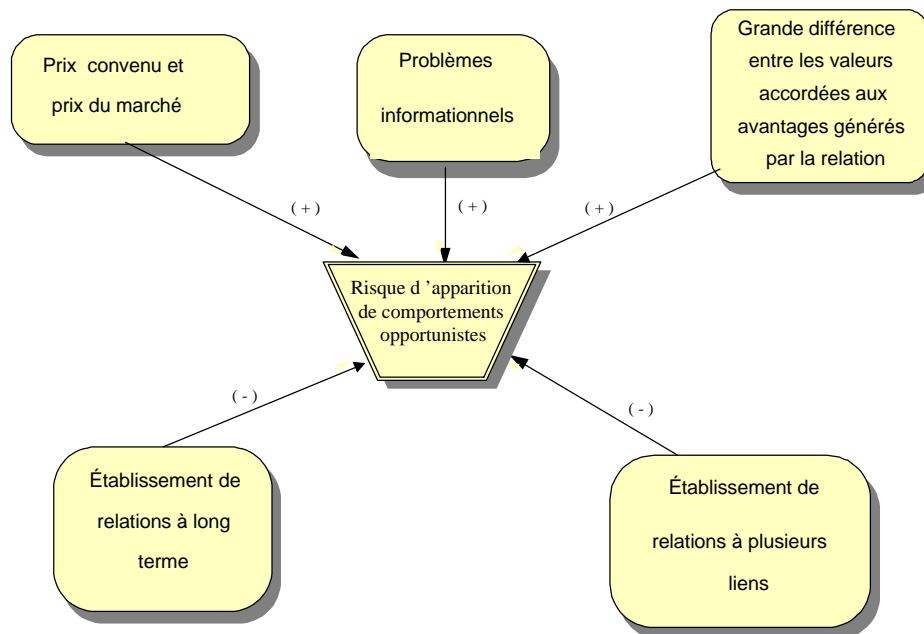 Prix convenu et
prix du marché
Problèmes
informationnels
Grande différence
entre les valeurs
accordées aux
avantages générés
par la relation
( + )
( + )
( + )
Risque d ’apparition
de comportements
opportunistes
( - )
( - )
Établissement de
relations à long
terme
Établissement de
relations à plusieurs
liens